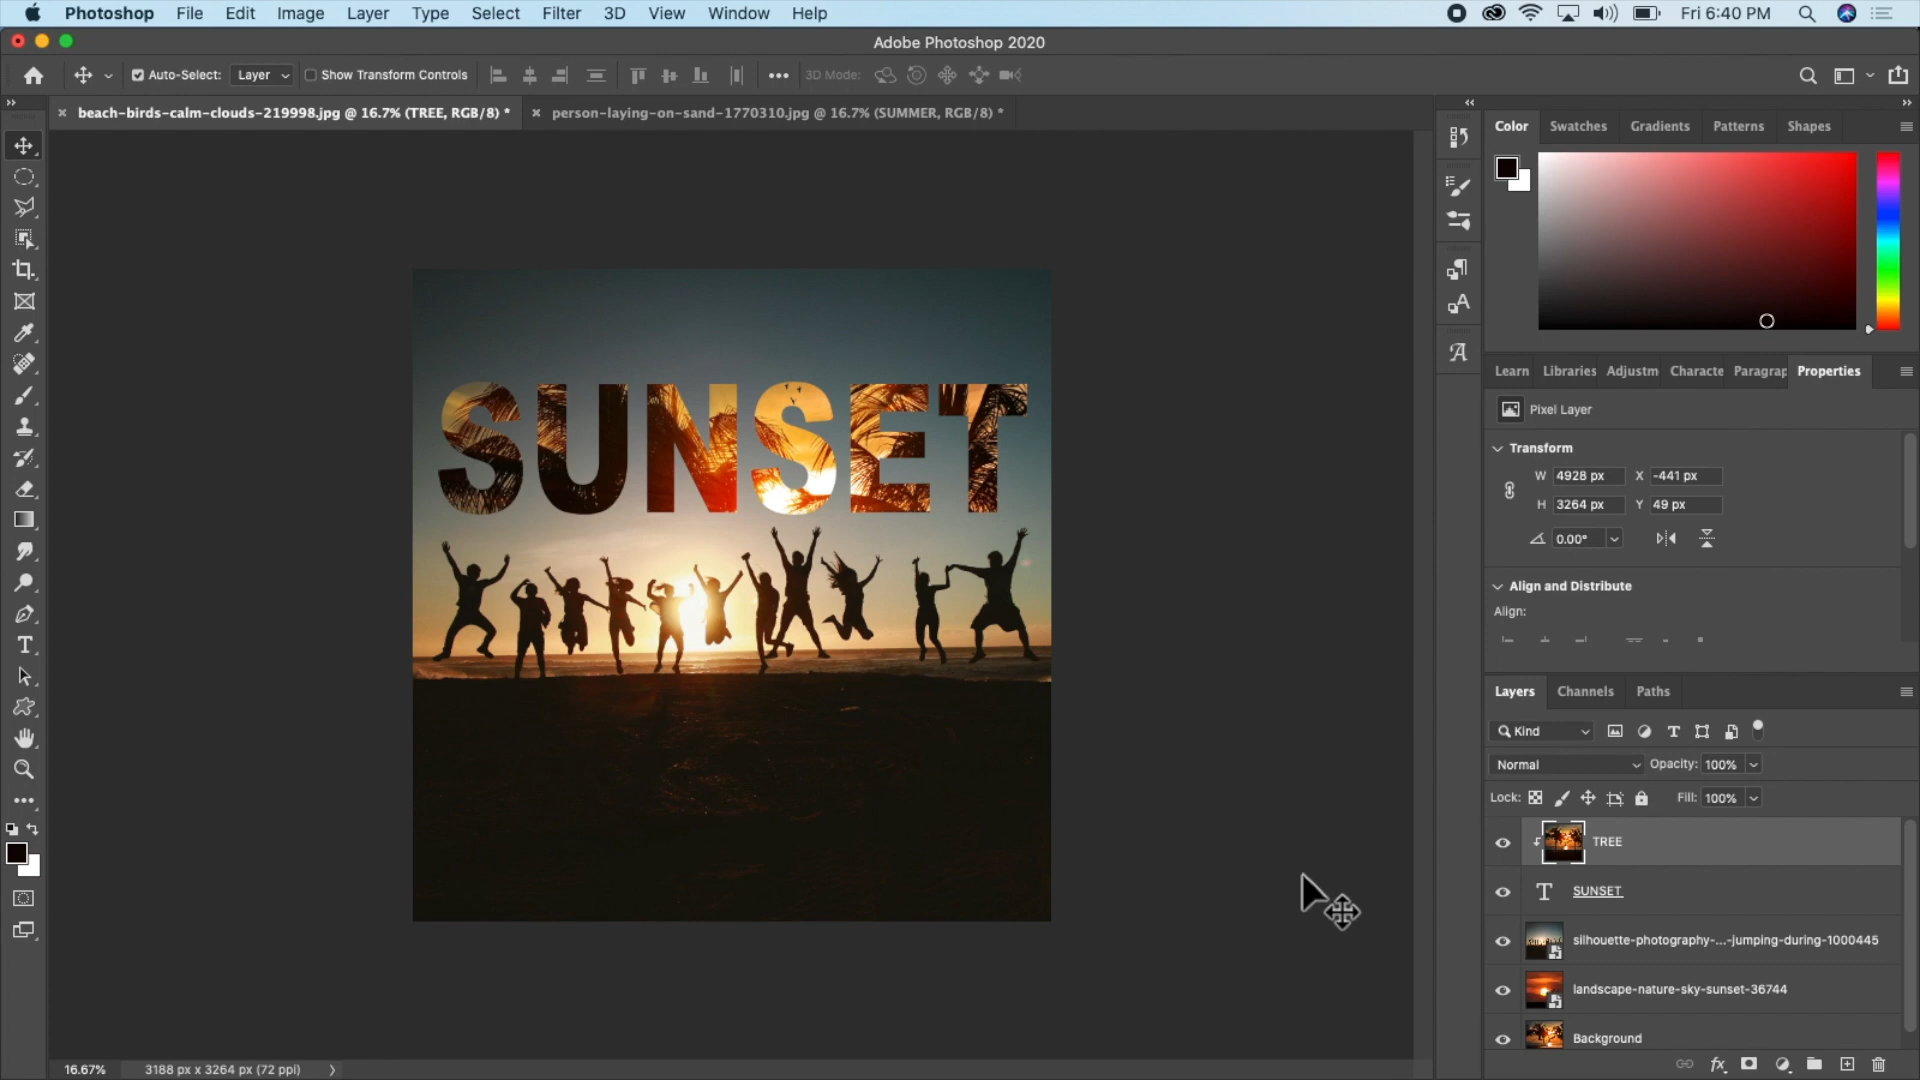 Photoshop File Edit Image Layer Type Select Filter 3D View Window Help Fri 6:40 PM
Adobe Photoshop 2020
Auto-Select: Layer Show Transform Controls 3D Mode:
beach-birds-calm-clouds-219998.jpg @ 16.7% (TREE, RGB/8) * person-laying-on-sand-1770310.jpg @ 16.7% (SUMMER, RGB/8) *
Color Swatches Gradients Patterns Shapes
SUNSET
Learn Libraries Adjustm Characte Paragrap Properties
Pixel Layer
Transform
W 4928 px X -441 px
H 3264 px Y 49 px
0.00°
Align and Distribute
Align:
Layers Channels Paths
Kind
Normal Opacity: 100%
Lock: Fill: 100%
TREE
SUNSET
silhouette-photography-...-jumping-during-1000445
landscape-nature-sky-sunset-36744
Background
16.67% 3188 px x 3264 px (72 ppi)